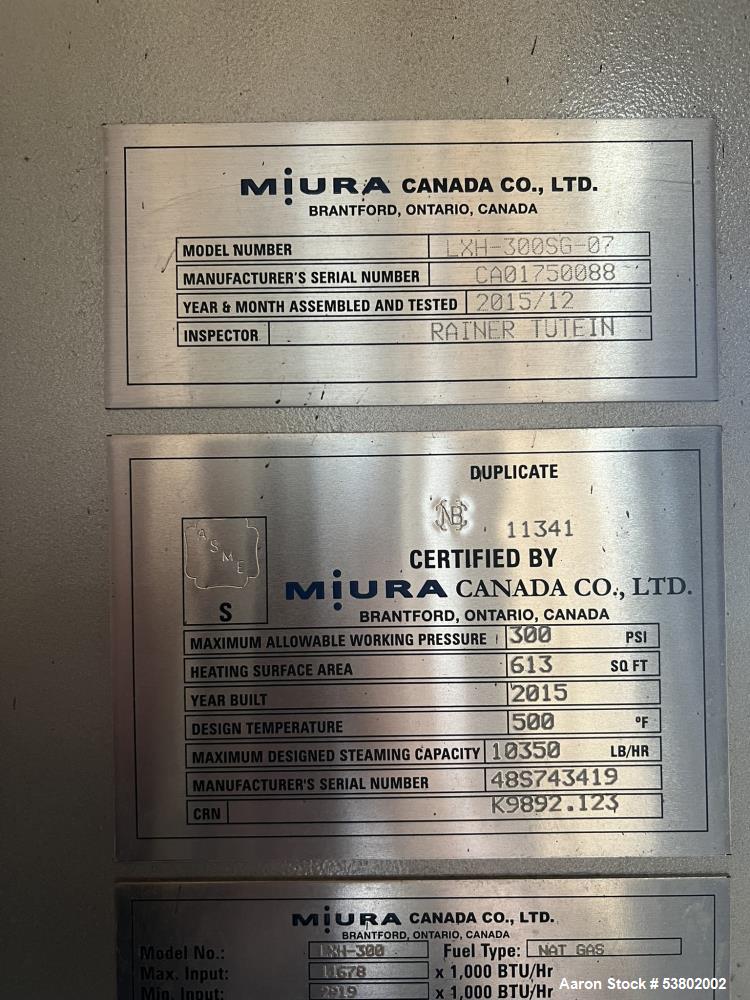 MIURA CANADA CO., LTD.
BRANTFORD, ONTARIO, CANADA
MODEL NUMBER LXH-300SG-07
MANUFACTURER'S SERIAL NUMBER CA01750088
YEAR & MONTH ASSEMBLED AND TESTED 2015/12
INSPECTOR RAINER TUTEIN
DUPLICATE
NB 11341
ASME
CERTIFIED BY
S
MIURA CANADA CO., LTD.
BRANTFORD, ONTARIO, CANADA
MAXIMUM ALLOWABLE WORKING PRESSURE 300 PSI
HEATING SURFACE AREA 613 SQ FT
YEAR BUILT 2015
DESIGN TEMPERATURE 500 °F
MAXIMUM DESIGNED STEAMING CAPACITY 10350 LB/HR
MANUFACTURER'S SERIAL NUMBER 48S743419
CRN K9892.123
MIURA CANADA CO., LTD.
BRANTFORD, ONTARIO, CANADA
Model No.: LXH-300 Fuel Type: NAT GAS
Max. Input: 11678 x 1,000 BTU/Hr
Min. Input: 2919 x 1,000 BTU/Hr
Aaron Stock # 53802002